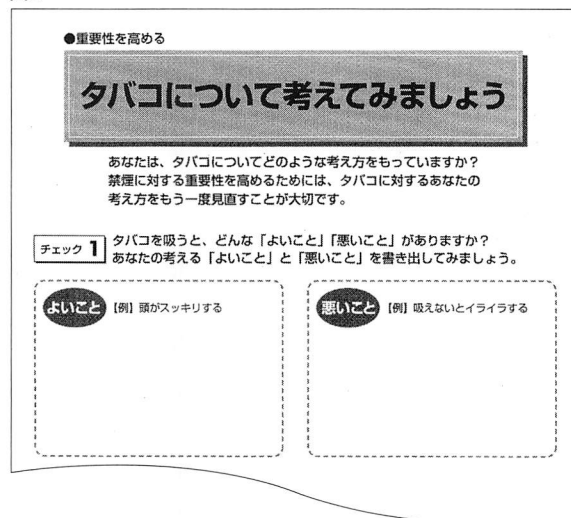 ●重要性を高める
タバコについて考えてみましょう
あなたは、タバコについてどのような考え方をもっていますか？
禁煙に対する重要性を高めるためには、タバコに対するあなたの
考え方をもう一度見直すことが大切です。
チェック 1
タバコを吸うと、どんな「よいこと」「悪いこと」がありますか？
あなたの考える「よいこと」と「悪いこと」を書き出してみましょう。
よいこと 【例】頭がスッキリする
悪いこと 【例】吸えないとイライラする